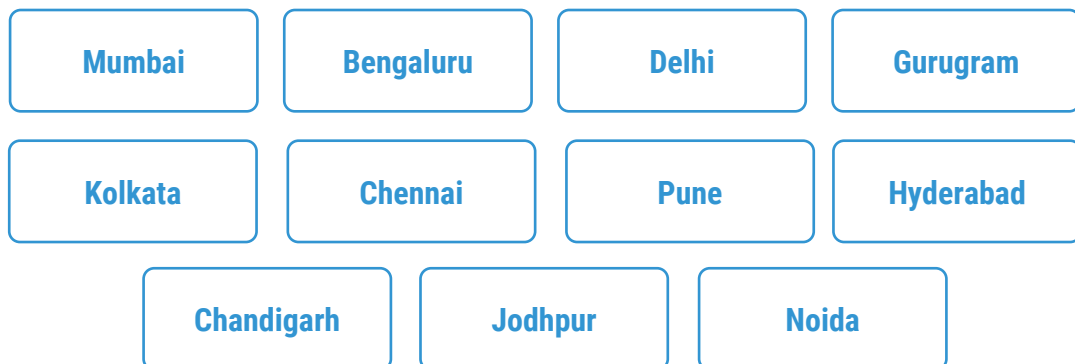 Mumbai Bengaluru Delhi Gurugram
Kolkata Chennai Pune Hyderabad
Chandigarh Jodhpur Noida